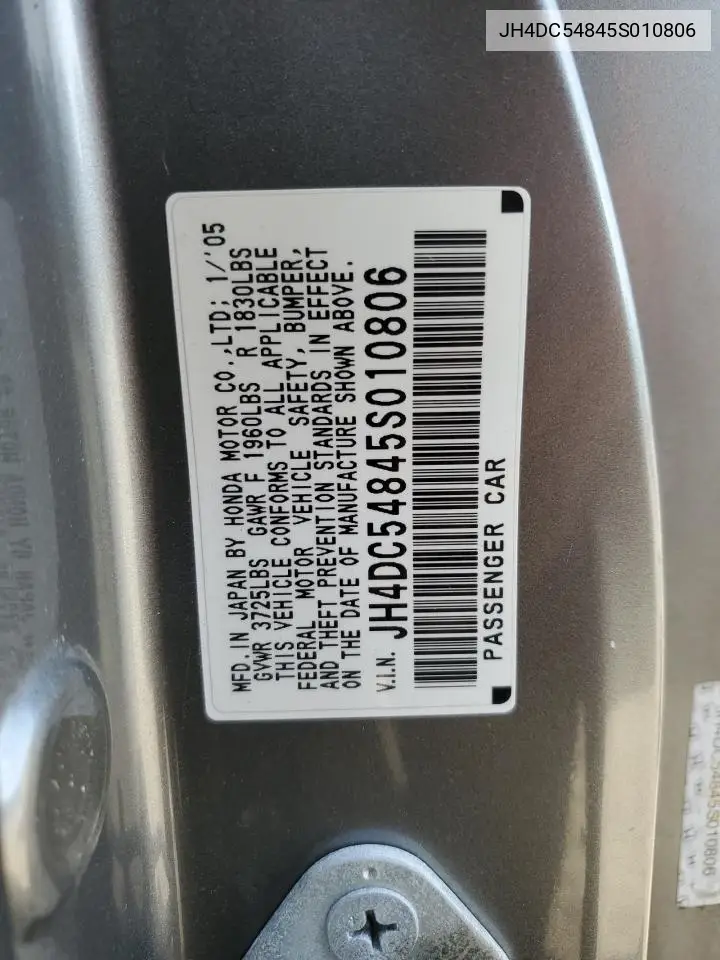 JH4DC54845S010806
MFD. IN JAPAN BY HONDA MOTOR CO.,LTD; 1/'05
GVWR 3725LBS GAWR F 1960LBS R 1830LBS
THIS VEHICLE CONFORMS TO ALL APPLICABLE
FEDERAL MOTOR VEHICLE SAFETY, BUMPER,
AND THEFT PREVENTION STANDARDS IN EFFECT
ON THE DATE OF MANUFACTURE SHOWN ABOVE.
V.I.N. JH4DC54845S010806
PASSENGER CAR